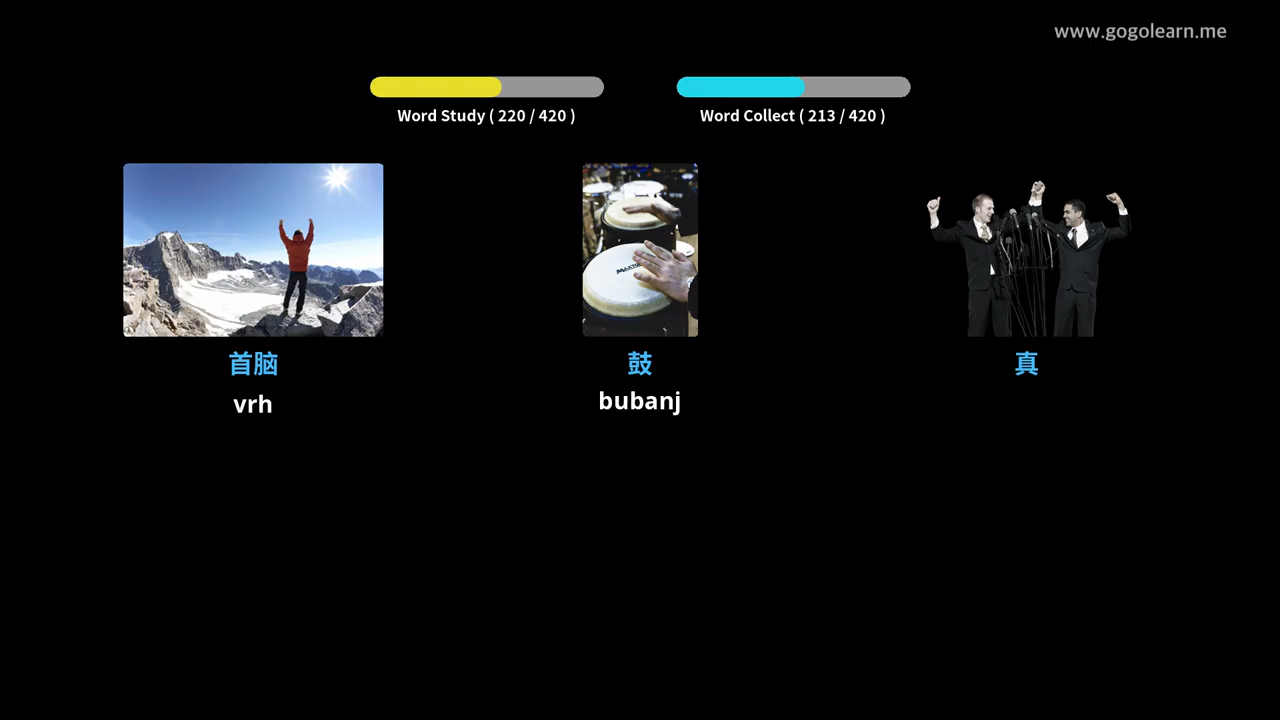 www.gogolearn.me
Word Study ( 220 / 420 )
Word Collect ( 213 / 420 )
首脑
鼓
真
vrh
bubanj